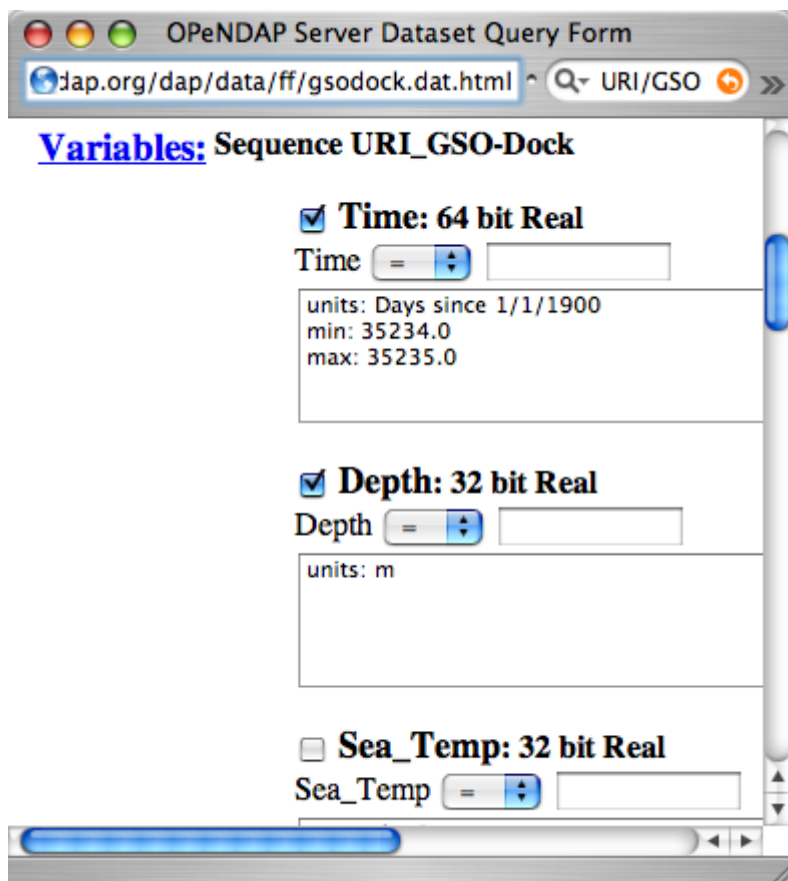 OPeNDAP Server Dataset Query Form
dap.org/dap/data/ff/gsodock.dat.html URI/GSO
Variables: Sequence URI_GSO-Dock
Time: 64 bit Real
Time =
units: Days since 1/1/1900
min: 35234.0
max: 35235.0
Depth: 32 bit Real
Depth =
units: m
Sea_Temp: 32 bit Real
Sea_Temp =